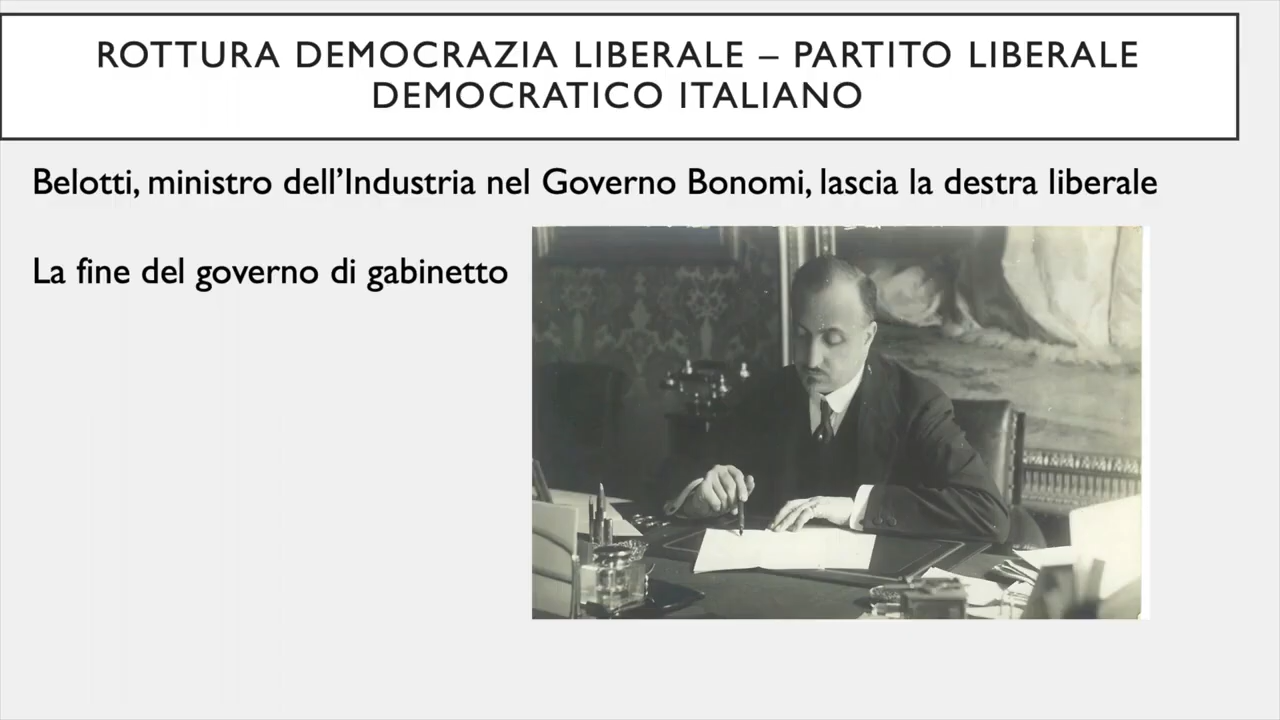 ROTTURA DEMOCRAZIA LIBERALE – PARTITO LIBERALE
DEMOCRATICO ITALIANO
Belotti, ministro dell’Industria nel Governo Bonomi, lascia la destra liberale
La fine del governo di gabinetto